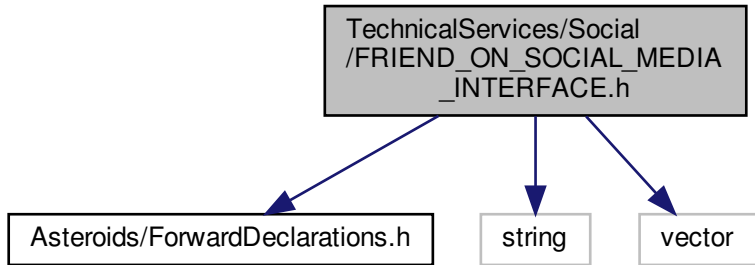 TechnicalServices/Social
/FRIEND_ON_SOCIAL_MEDIA
_INTERFACE.h
Asteroids/ForwardDeclarations.h
string
vector